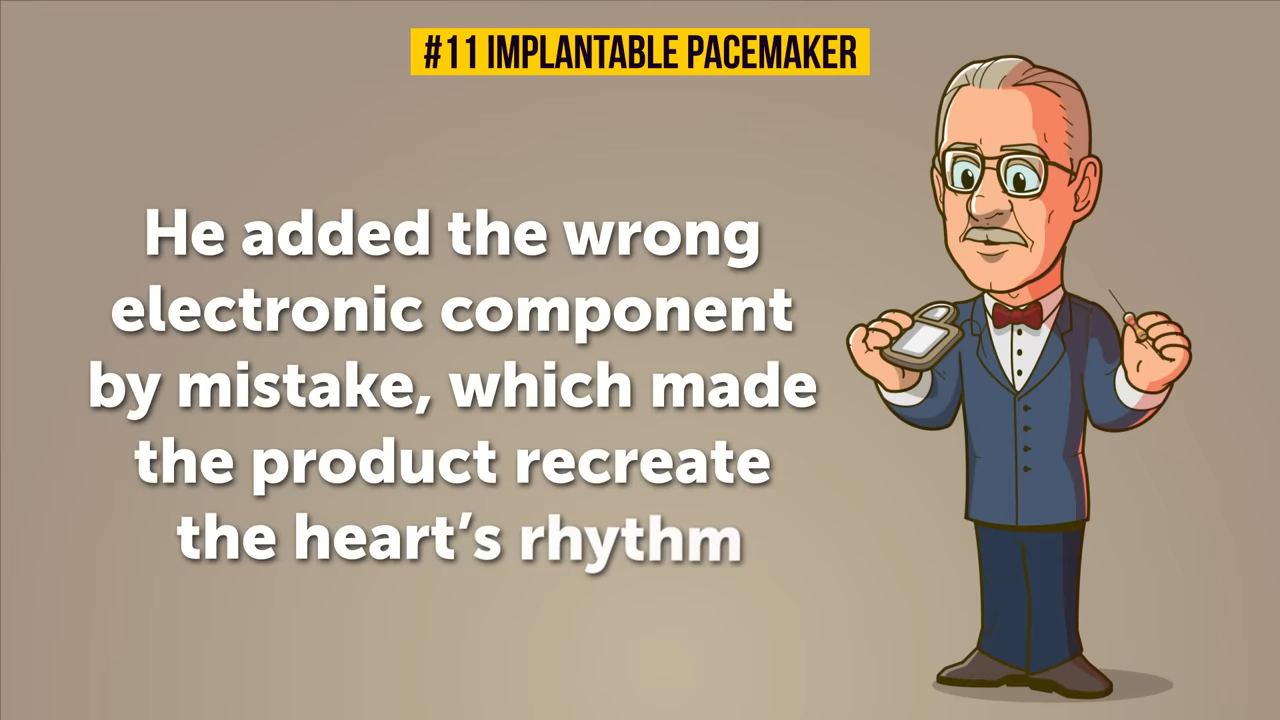 #11 IMPLANTABLE PACEMAKER
He added the wrong
electronic component
by mistake, which made
the product recreate
the heart’s rhythm